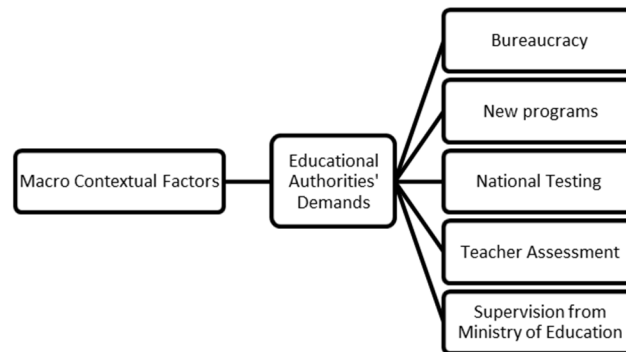 Macro Contextual Factors
Educational
Authorities'
Demands
Bureaucracy
New programs
National Testing
Teacher Assessment
Supervision from
Ministry of Education